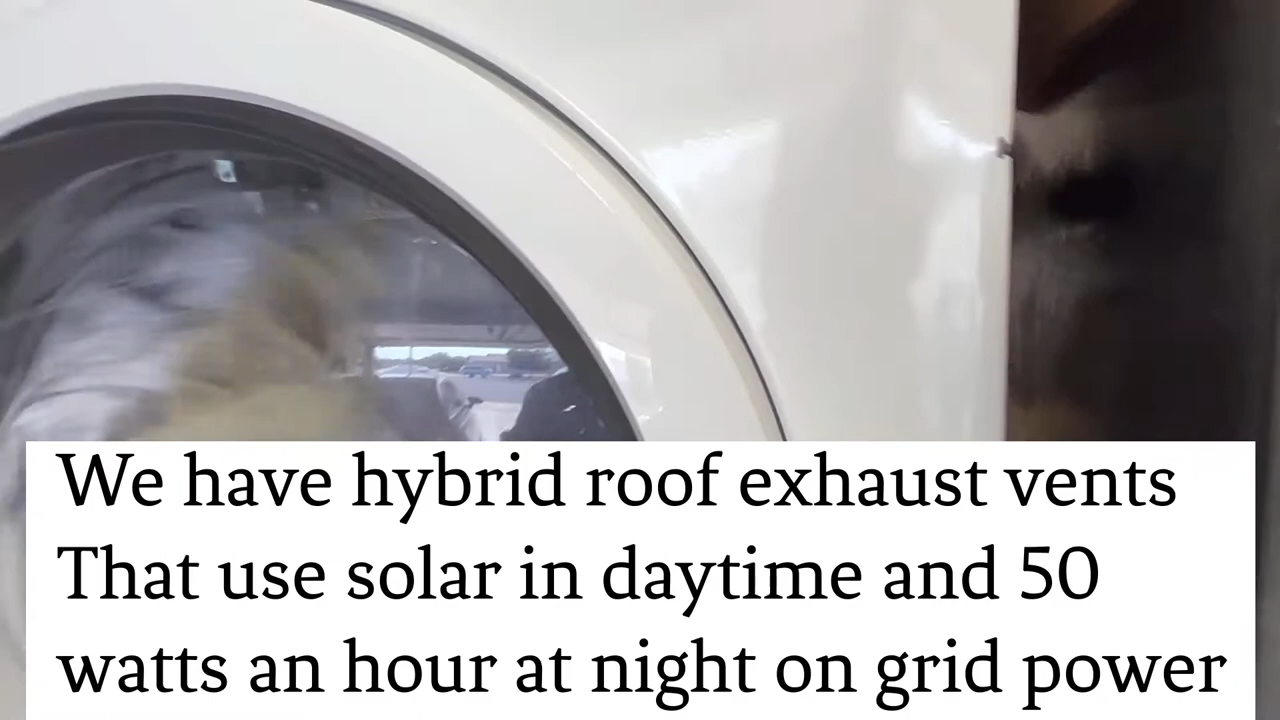 We have hybrid roof exhaust vents
That use solar in daytime and 50
watts an hour at night on grid power